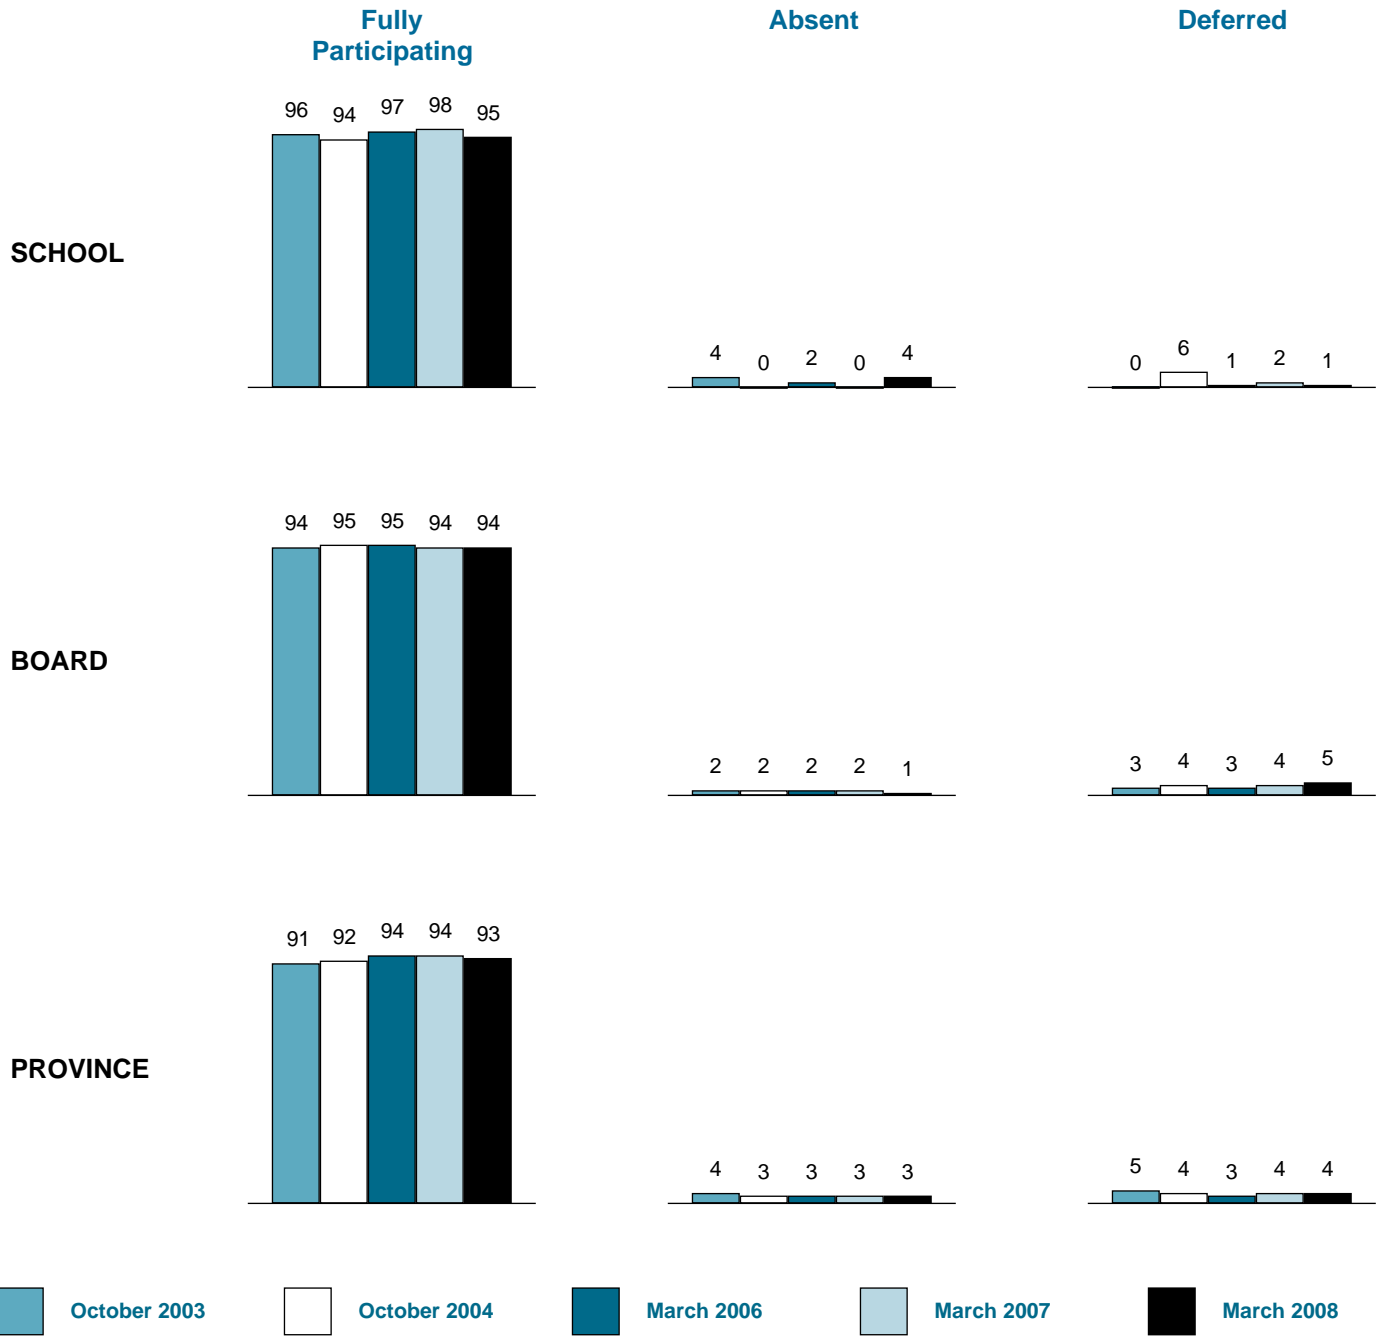 Fully
Participating
Absent
Deferred
SCHOOL
96 94 97 98 95
4 0 2 0 4
0 6 1 2 1
BOARD
94 95 95 94 94
2 2 2 2 1
3 4 3 4 5
PROVINCE
91 92 94 94 93
4 3 3 3 3
5 4 3 4 4
October 2003
October 2004
March 2006
March 2007
March 2008